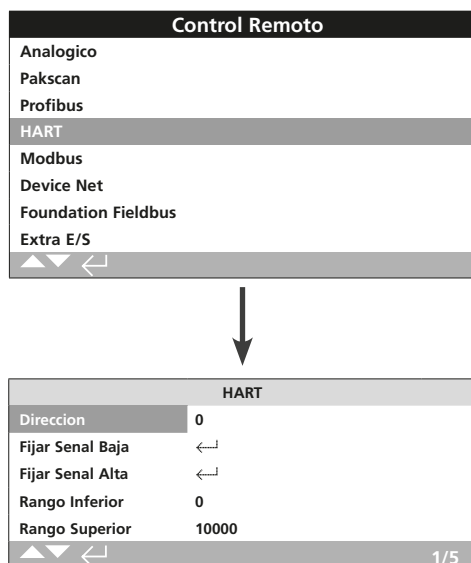 Control Remoto
Analogico
Pakscan
Profibus
HART
Modbus
Device Net
Foundation Fieldbus
Extra E/S
HART
Direccion 0
Fijar Senal Baja
Fijar Senal Alta
Rango Inferior 0
Rango Superior 10000
1/5